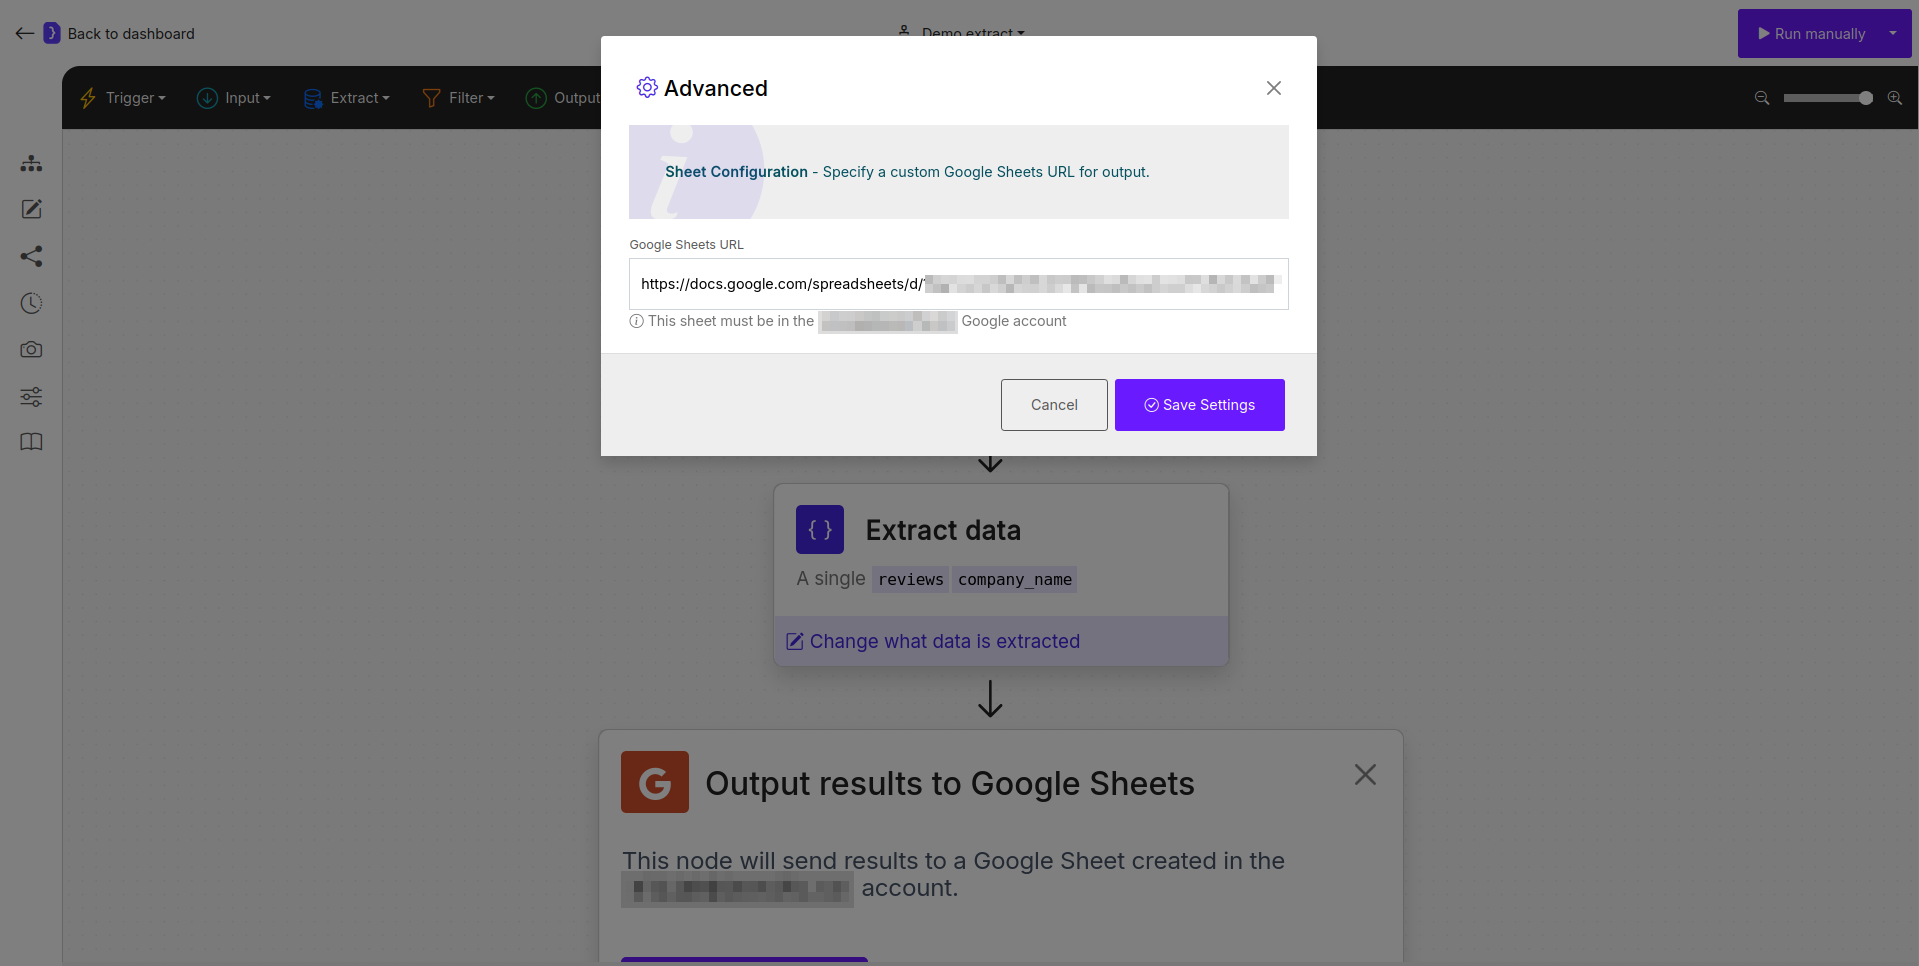 Back to dashboard
Demo extract
Run manually
Trigger
Input
Extract
Filter
Output
Advanced
Sheet Configuration - Specify a custom Google Sheets URL for output.
Google Sheets URL
https://docs.google.com/spreadsheets/d/
This sheet must be in the Google account
Cancel
Save Settings
{ } Extract data
A single reviews company_name
Change what data is extracted
G
Output results to Google Sheets
This node will send results to a Google Sheet created in the
account.